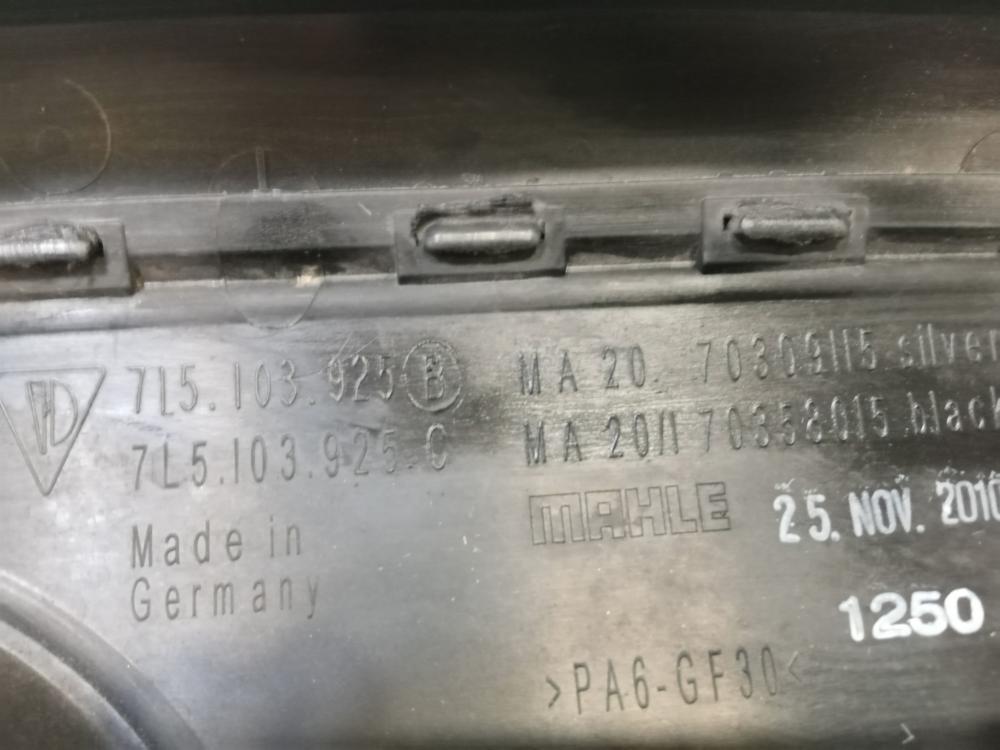 7L5.103.925 B
7L5.103.925.C
Made in
Germany
MA 20. 70309115 silver
MA 20/1 70358015 black
MAHLE
25. NOV. 2010
1250
>PA6-GF30<